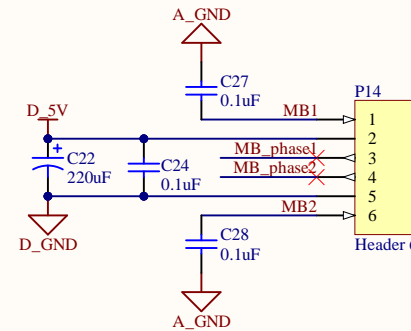 A_GND
C27
0.1uF
P14
D_5V
MB1
1
2
MB_phase1
3
C22
220uF
C24
0.1uF
MB_phase2
4
5
MB2
6
D_GND
C28
0.1uF
Header
A_GND